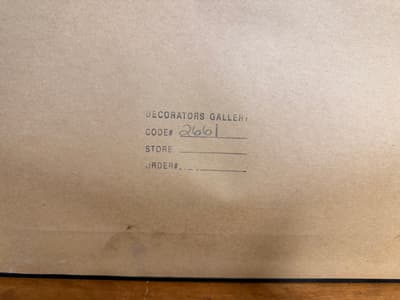 DECORATORS GALLERY
CODE# 2661
STORE
ORDER#